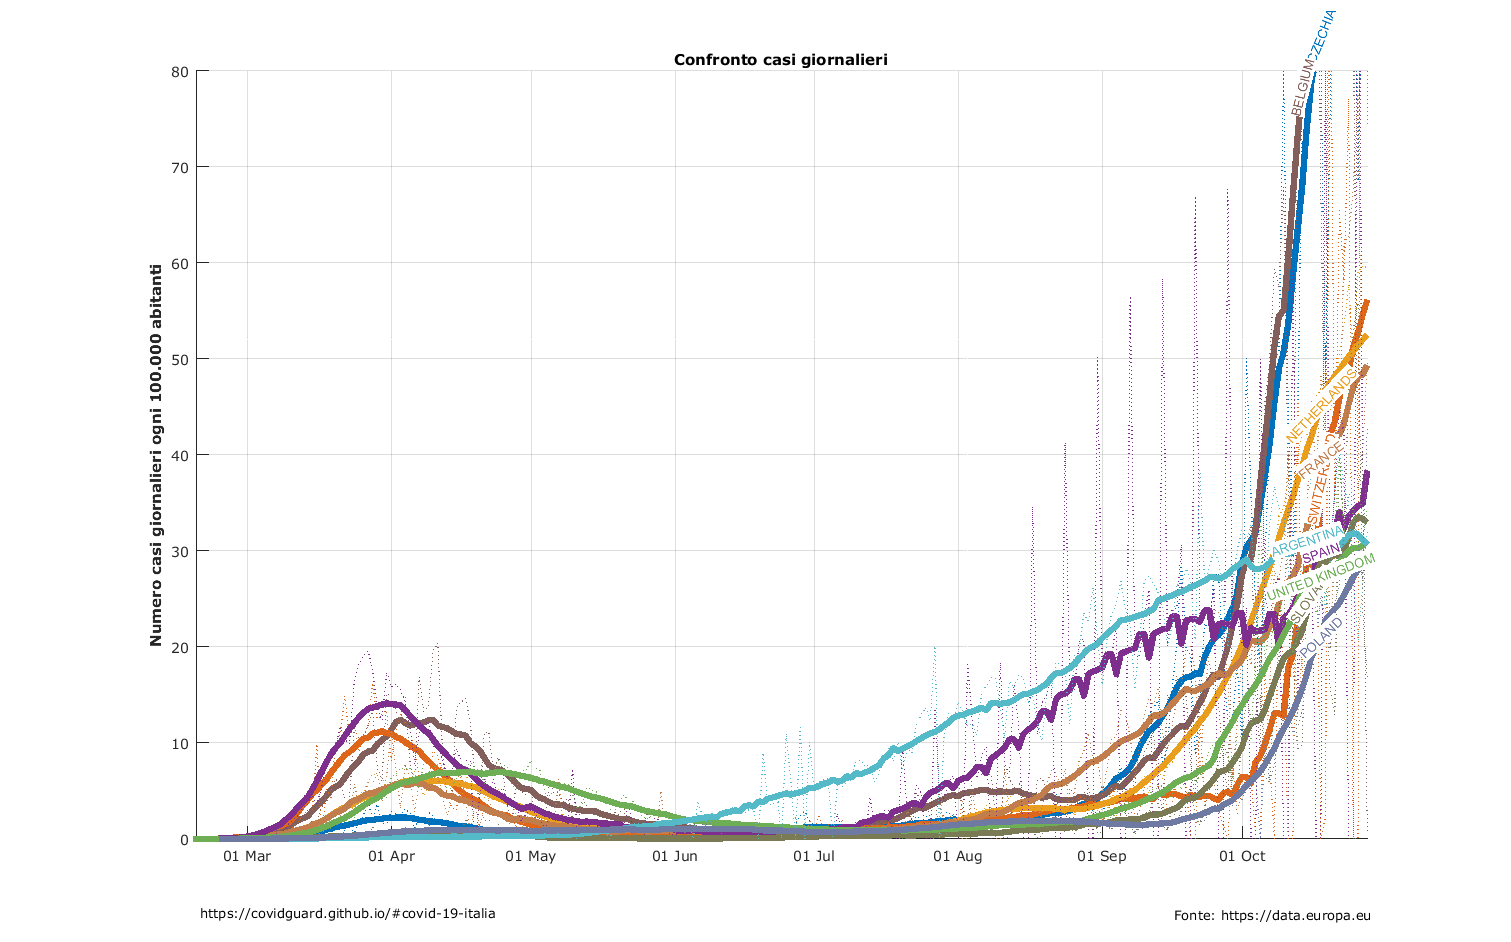 Confronto casi giornalieri
Numero casi giornalieri ogni 100.000 abitanti
80
70
60
50
40
30
20
10
0
CZECHIA
BELGIUM
NETHERLANDS
FRANCE
ARGENTINA
SPAIN
UNITED KINGDOM
POLAND
01 Mar
01 Apr
01 May
01 Jun
01 Jul
01 Aug
01 Sep
01 Oct
https://covidguard.github.io/#covid-19-italia
Fonte: https://data.europa.eu